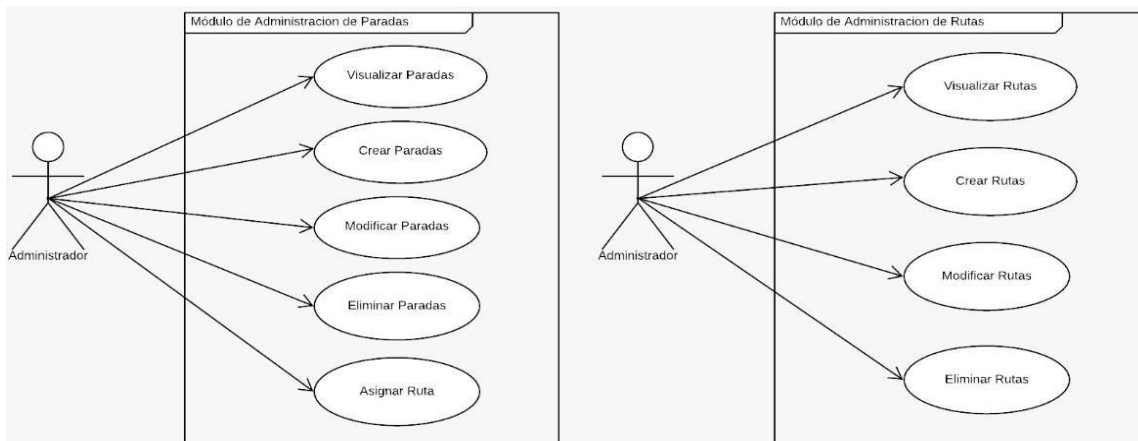 Módulo de Administracion de Paradas
Visualizar Paradas
Crear Paradas
Modificar Paradas
Eliminar Paradas
Asignar Ruta
Administrador
Módulo de Administracion de Rutas
Visualizar Rutas
Crear Rutas
Modificar Rutas
Eliminar Rutas
Administrador